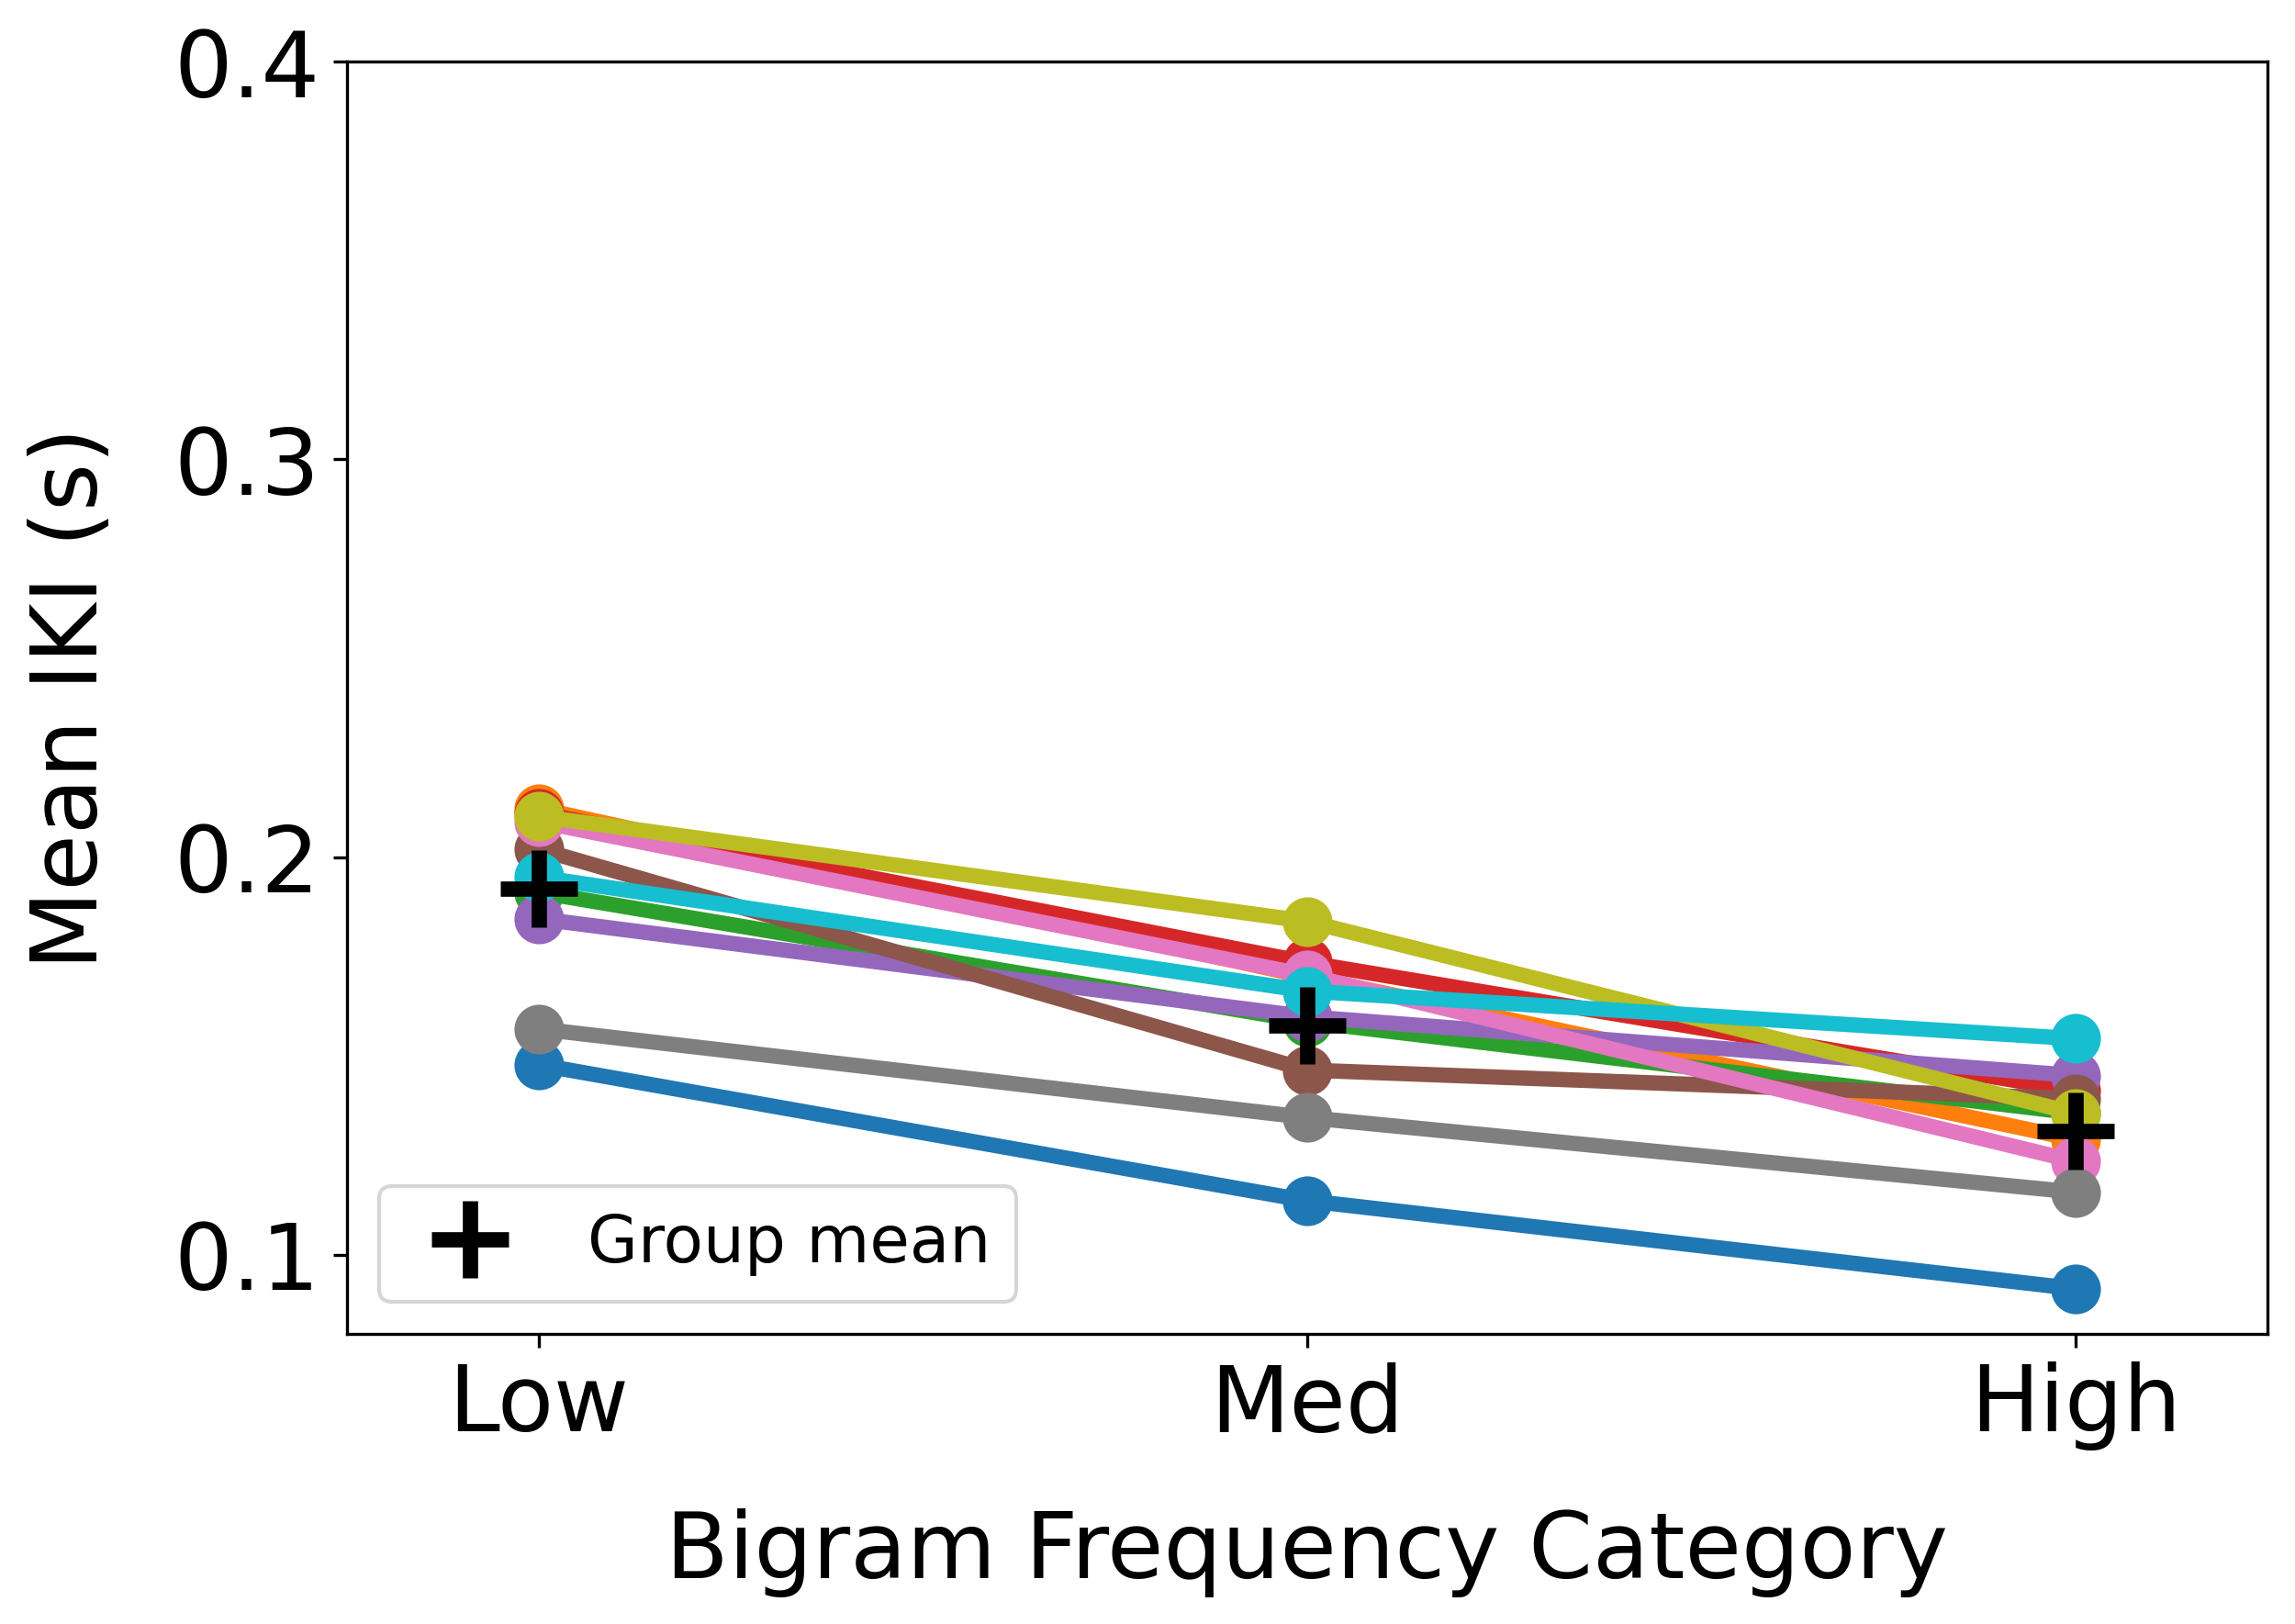 0.4
0.3
0.2
0.1
Mean IKI (s)
Group mean
Low Med High
Bigram Frequency Category